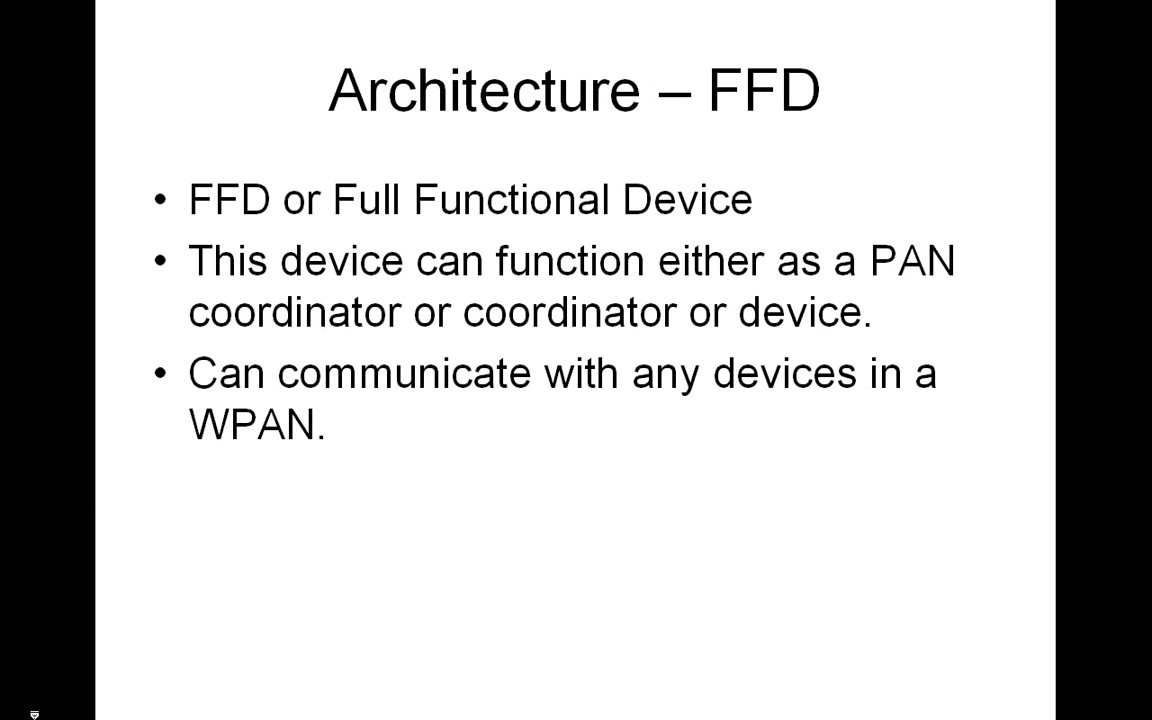 Architecture – FFD
• FFD or Full Functional Device
• This device can function either as a PAN
coordinator or coordinator or device.
• Can communicate with any devices in a
WPAN.